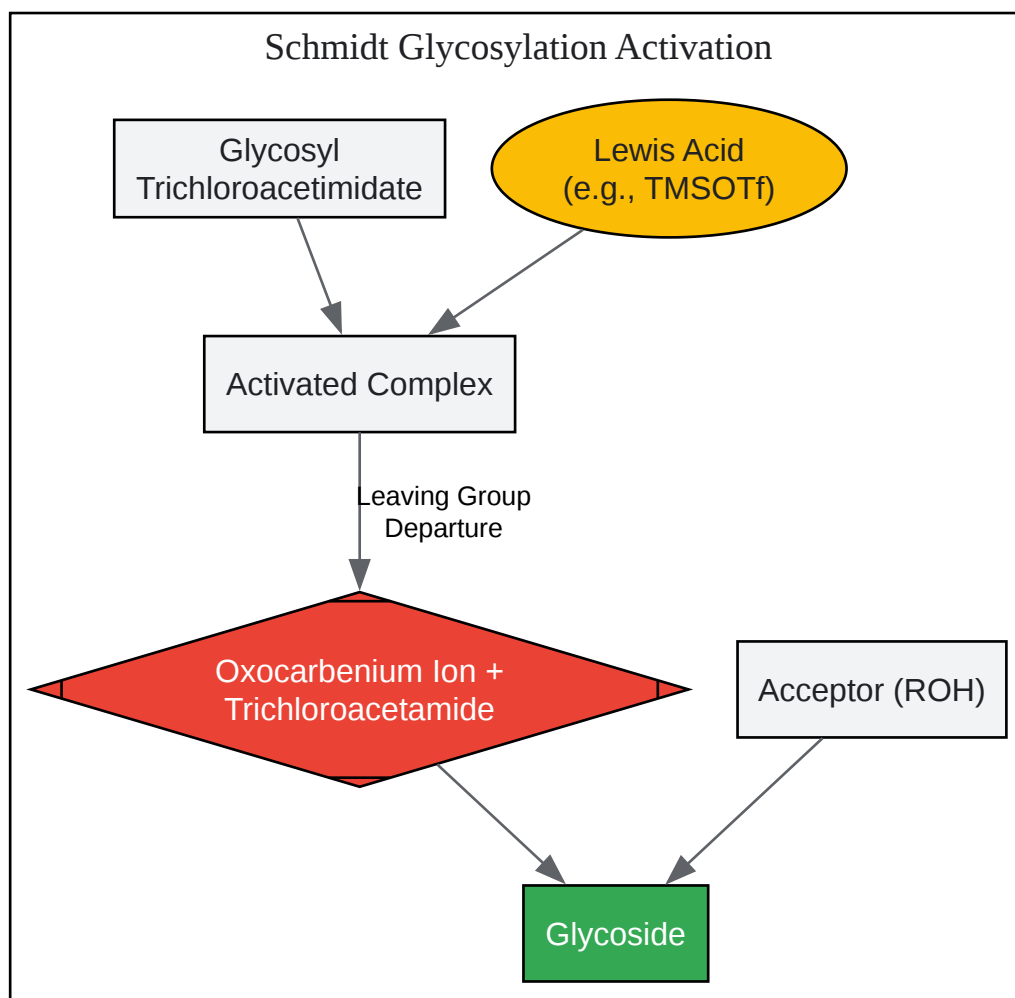 Schmidt Glycosylation Activation
Glycosyl
Trichloroacetimidate
Lewis Acid
(e.g., TMSOTf)
Activated Complex
Leaving Group
Departure
Oxocarbenium Ion +
Trichloroacetamide
Acceptor (ROH)
Glycoside